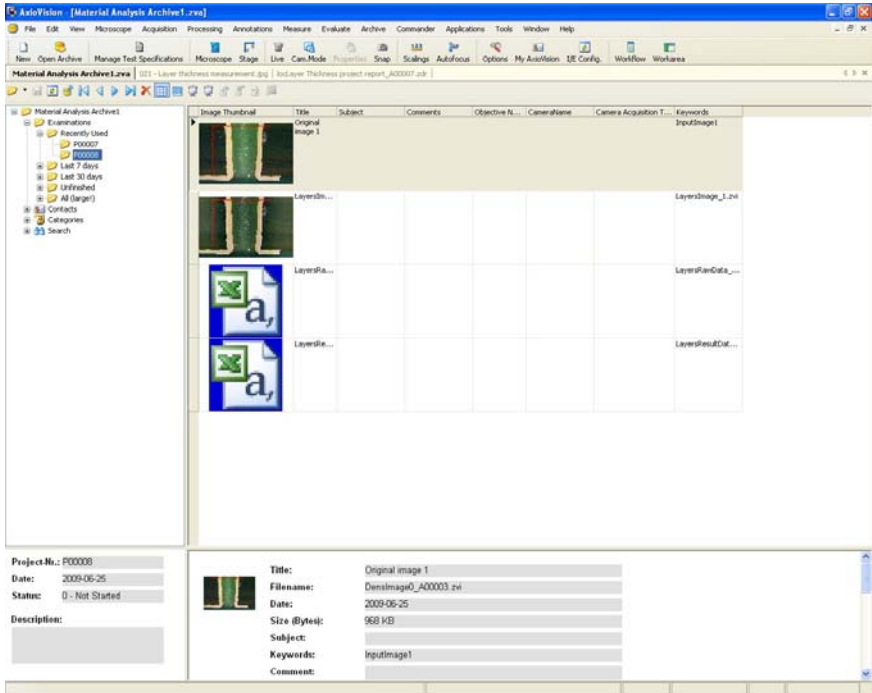 AxioVision - [Material Analysis Archive1.zva]
File Edit View Microscope Acquisition Processing Annotations Measure Evaluate Archive Commander Applications Tools Window Help
New Open Archive Manage Test Specifications Microscope Stage Live Cam.Mode Properties Snap Scalings Autofocus Options My AxioVision I/E Config. Workflow Workarea
Material Analysis Archive1.zva 021 - Layer thickness measurement.jpg Layer Thickness project report_A00007.zdr
Image Thumbnail Title Subject Comments Objective N... CameraName Camera Acquisition T... Keywords
Material Analysis Archive1
Examinations
Recently Used
P00007
P00008
Last 7 days
Last 30 days
Unfinished
All (larger)
Contacts
Categories
Search
Original image 1 InputImage1
LayersIm... LayersImage_1.zvi
LayersRa... LayersRawData_...
a,
LayersRe... LayersResultDat...
a,
Project-Nr.: P00008
Date: 2009-06-25
Status: 0 - Not Started
Description:
Title: Original image 1
Filename: DensImage0_A00003.zvi
Date: 2009-06-25
Size (Bytes): 968 KB
Subject:
Keywords: InputImage1
Comment: